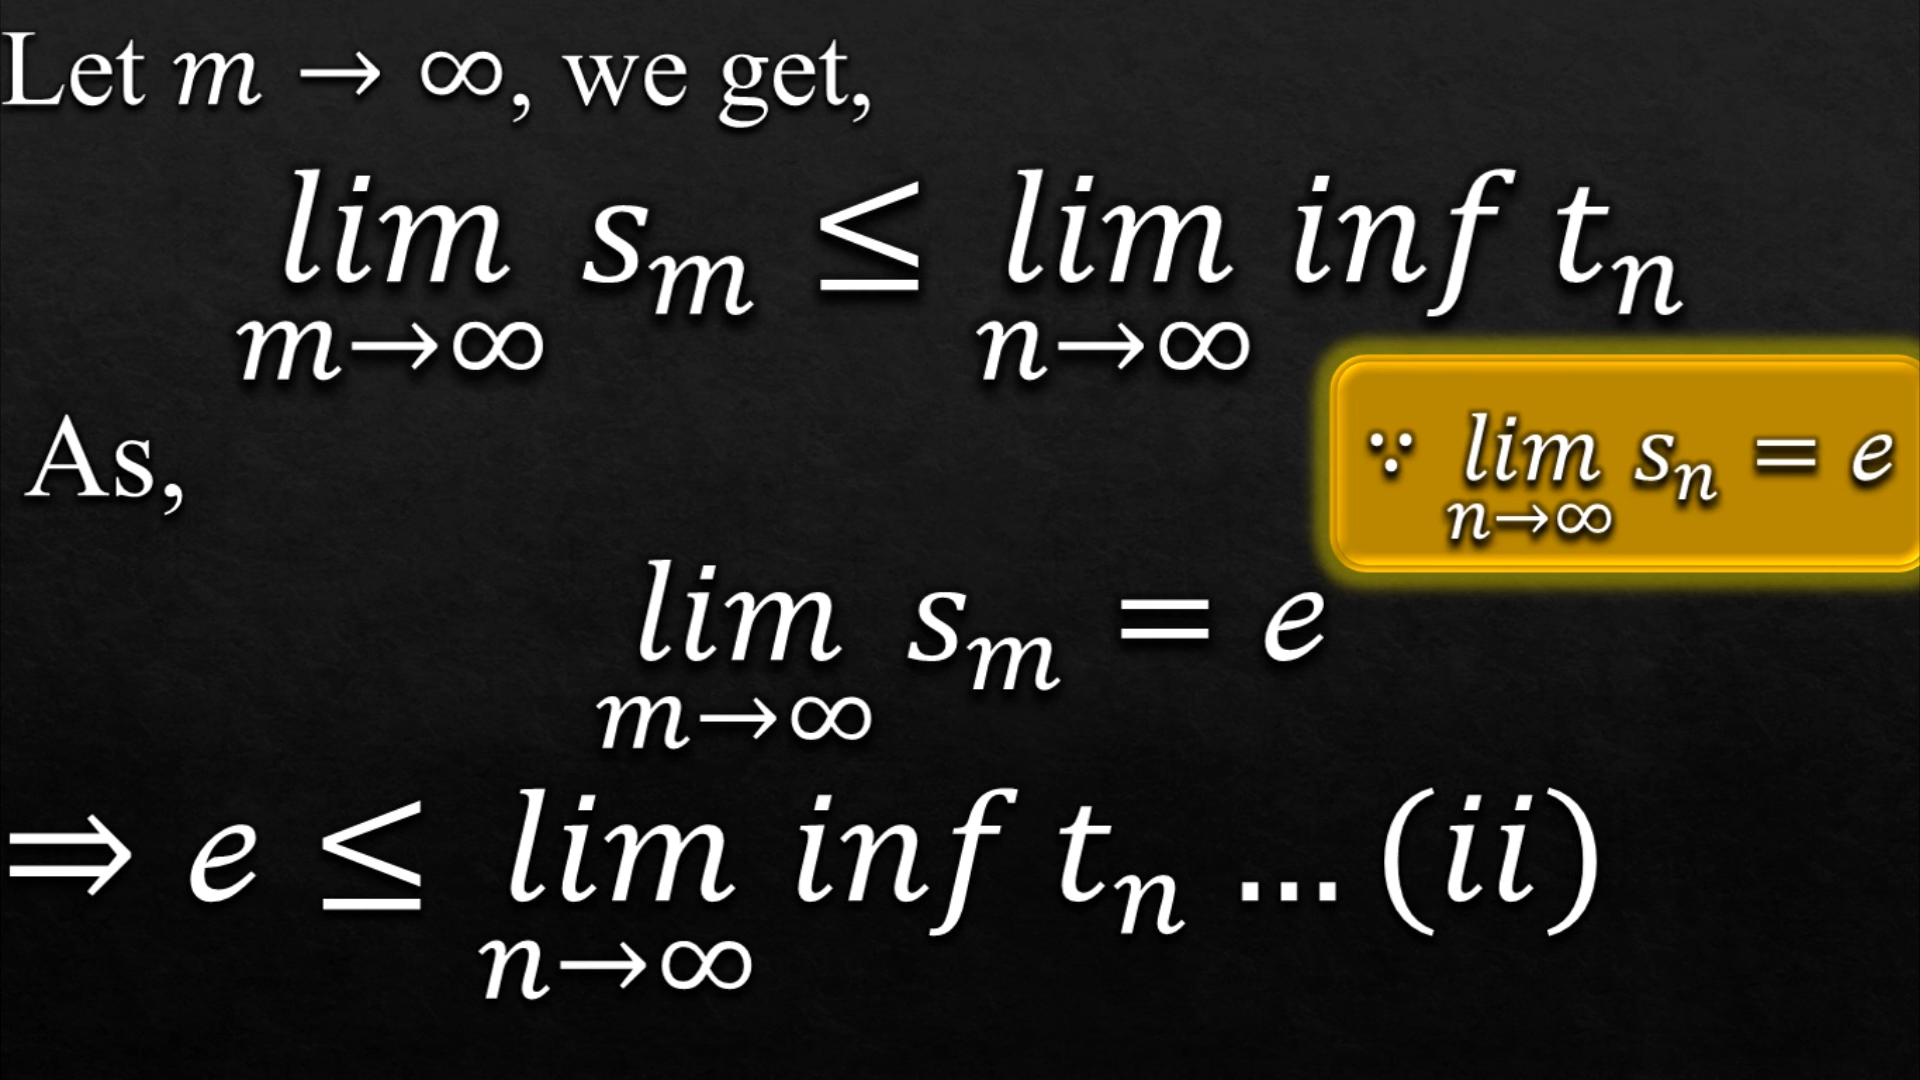 Let m → ∞, we get,
lim s_m ≤ lim inf t_n
m→∞ n→∞
∵ lim s_n = e
n→∞
As,
lim s_m = e
m→∞
⇒ e ≤ lim inf t_n ... (ii)
n→∞